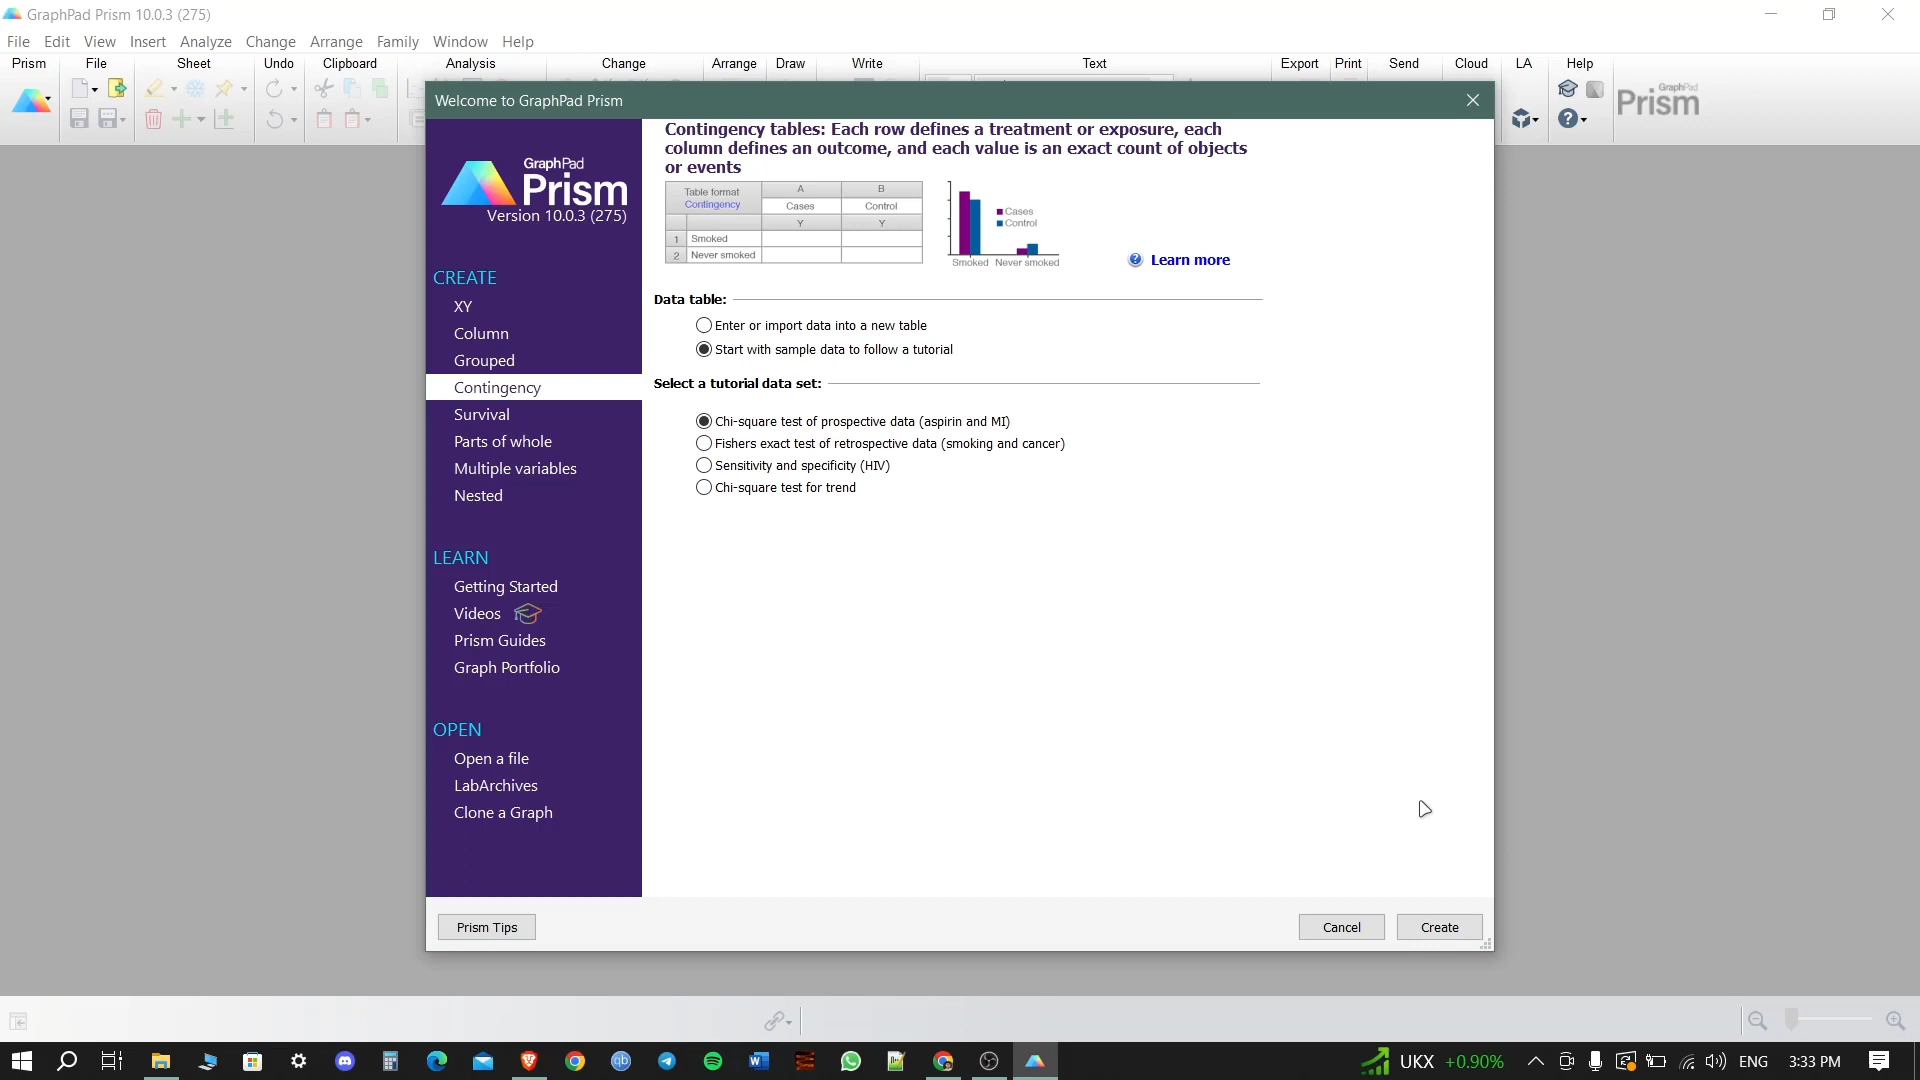 GraphPad Prism 10.0.3 (275)
File Edit View Insert Analyze Change Arrange Family Window Help
Prism File Sheet Undo Clipboard Analysis Change Arrange Draw Write Text Export Print Send Cloud LA Help
GraphPad
Prism
Welcome to GraphPad Prism
GraphPad
Prism
Version 10.0.3 (275)
CREATE
XY
Column
Grouped
Contingency
Survival
Parts of whole
Multiple variables
Nested
LEARN
Getting Started
Videos
Prism Guides
Graph Portfolio
OPEN
Open a file
LabArchives
Clone a Graph
Contingency tables: Each row defines a treatment or exposure, each
column defines an outcome, and each value is an exact count of objects
or events
Table format A B
Contingency Cases Control
Y Y
1 Smoked
2 Never smoked
Cases
Control
Smoked Never smoked
? Learn more
Data table:
Enter or import data into a new table
Start with sample data to follow a tutorial
Select a tutorial data set:
Chi-square test of prospective data (aspirin and MI)
Fishers exact test of retrospective data (smoking and cancer)
Sensitivity and specificity (HIV)
Chi-square test for trend
Prism Tips Cancel Create
qb
UKX +0.90% ENG 3:33 PM